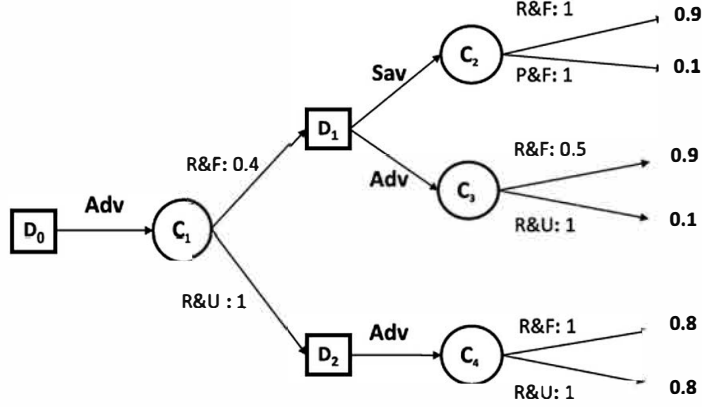 R&F: 1
0.9
C₂
Sav
P&F: 1
0.1
D₁
R&F: 0.4
R&F: 0.5
0.9
Adv
C₃
Adv
R&U: 1
0.1
D₀
C₁
R&U : 1
Adv
R&F: 1
0.8
D₂
C₄
R&U: 1
0.8